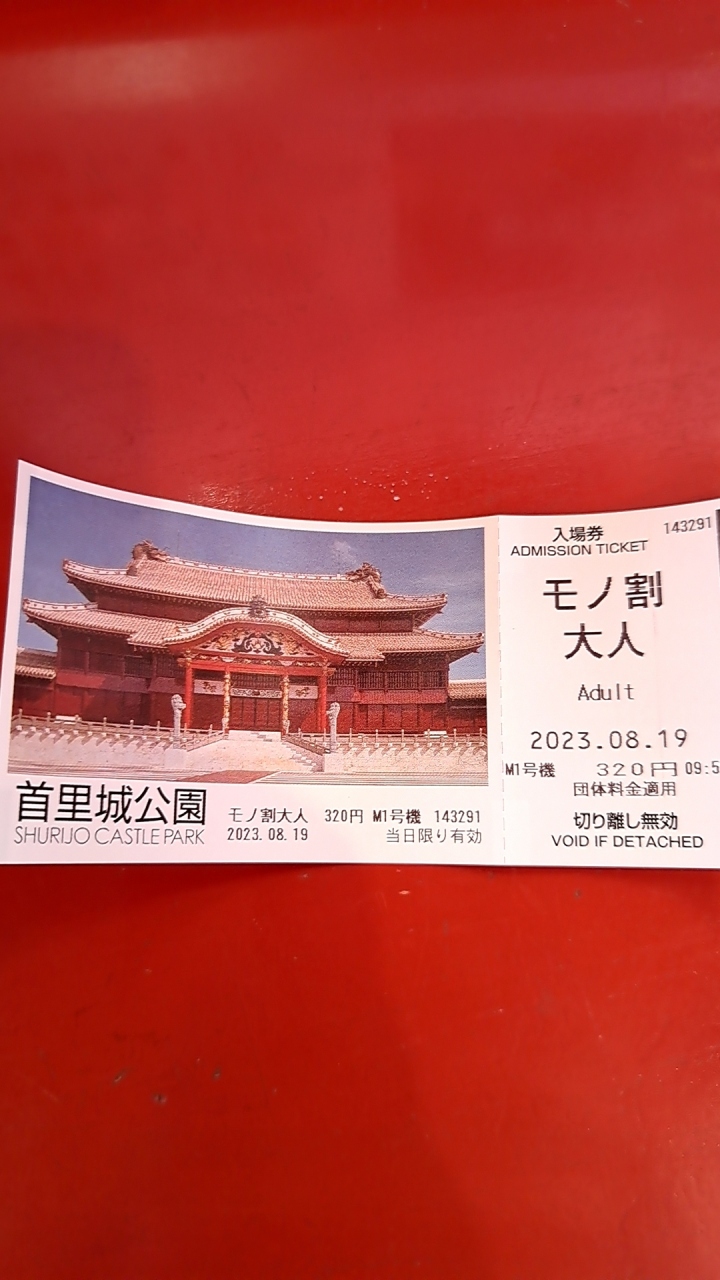 首里城公園
SHURIJO CASTLE PARK
モノ割大人 320円 M1号機 143291
2023.08.19 当日限り有効
入場券 143291
ADMISSION TICKET
モノ割
大人
Adult
2023.08.19
M1号機 320円 09:5
団体料金適用
切り離し無効
VOID IF DETACHED